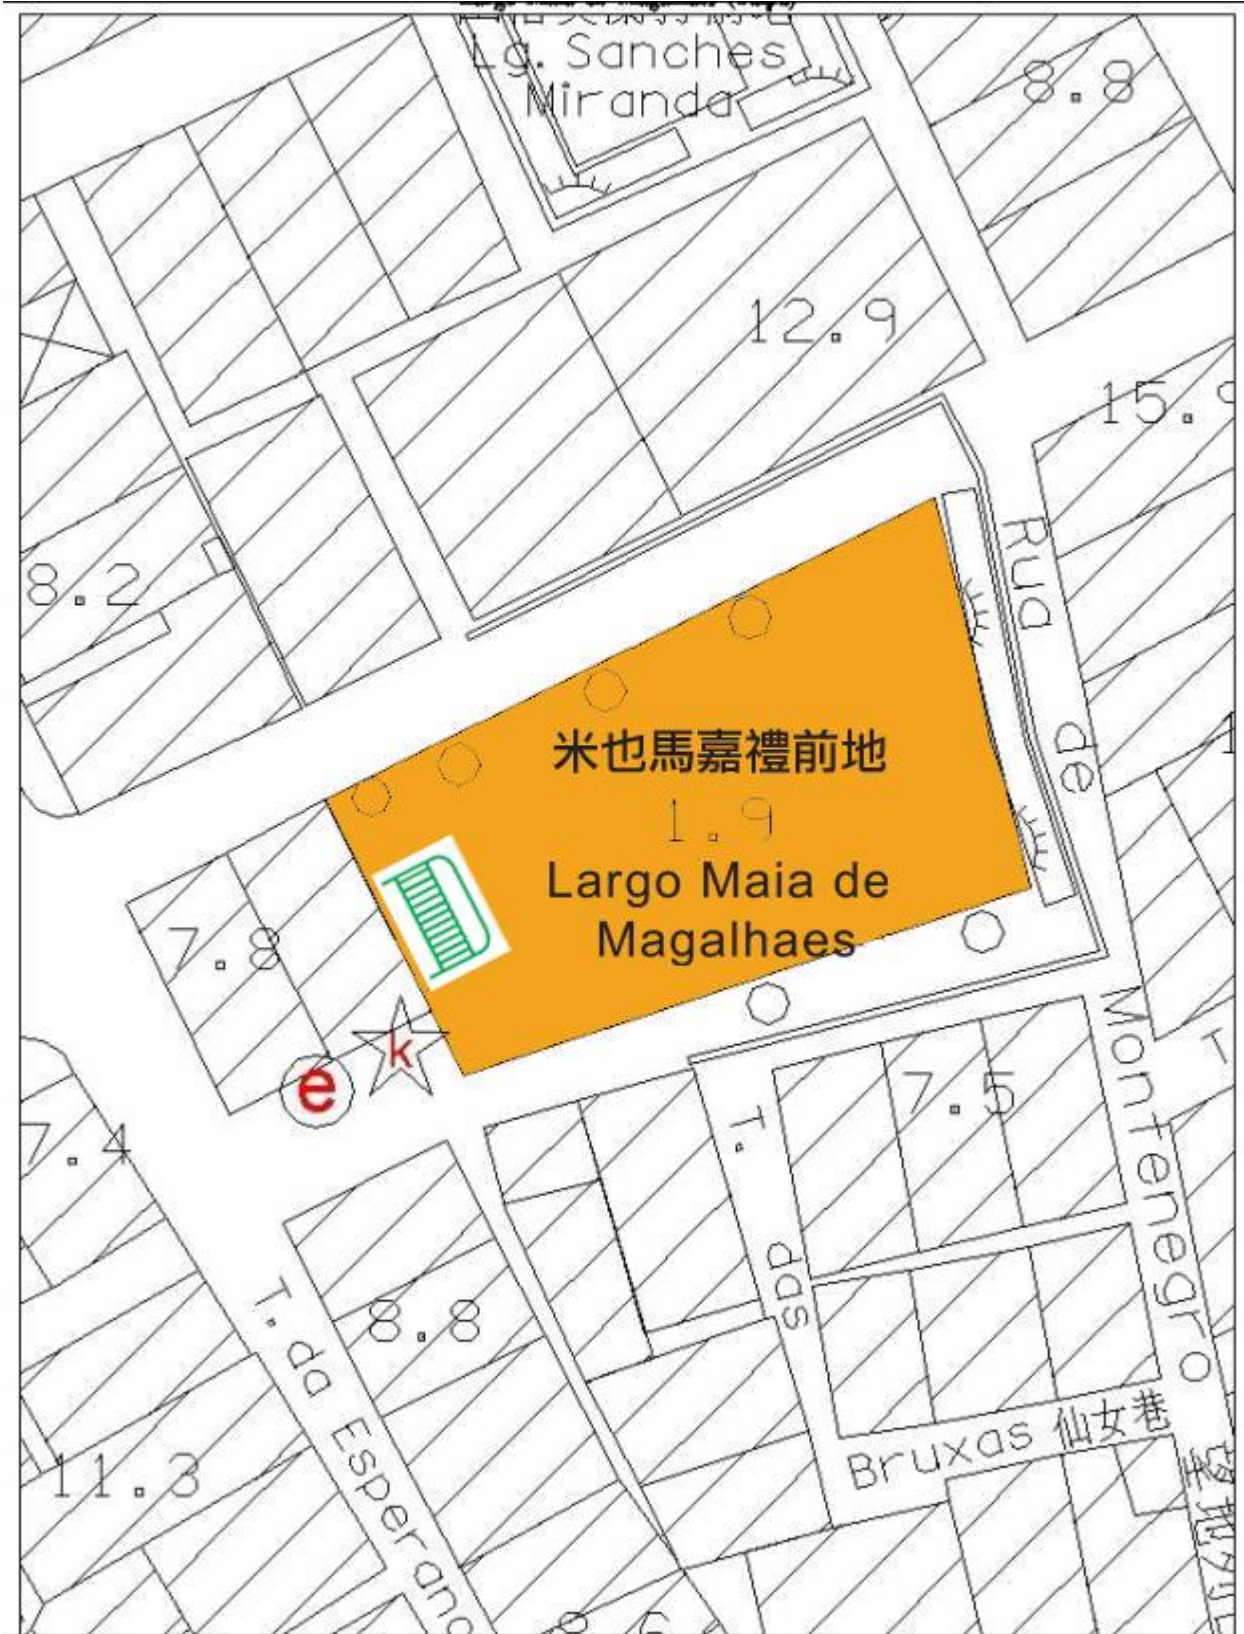 Lg. Sanches
Miranda
8.8
12.9
15.
8.2
Rua de Montenegro
米也馬嘉禮前地
1.9
Largo Maia de
Magalhaes
7.8
k
e
7.4
7.5
T. das
Bruxas 仙女巷
8.8
T. da Esperanç
11.3
T